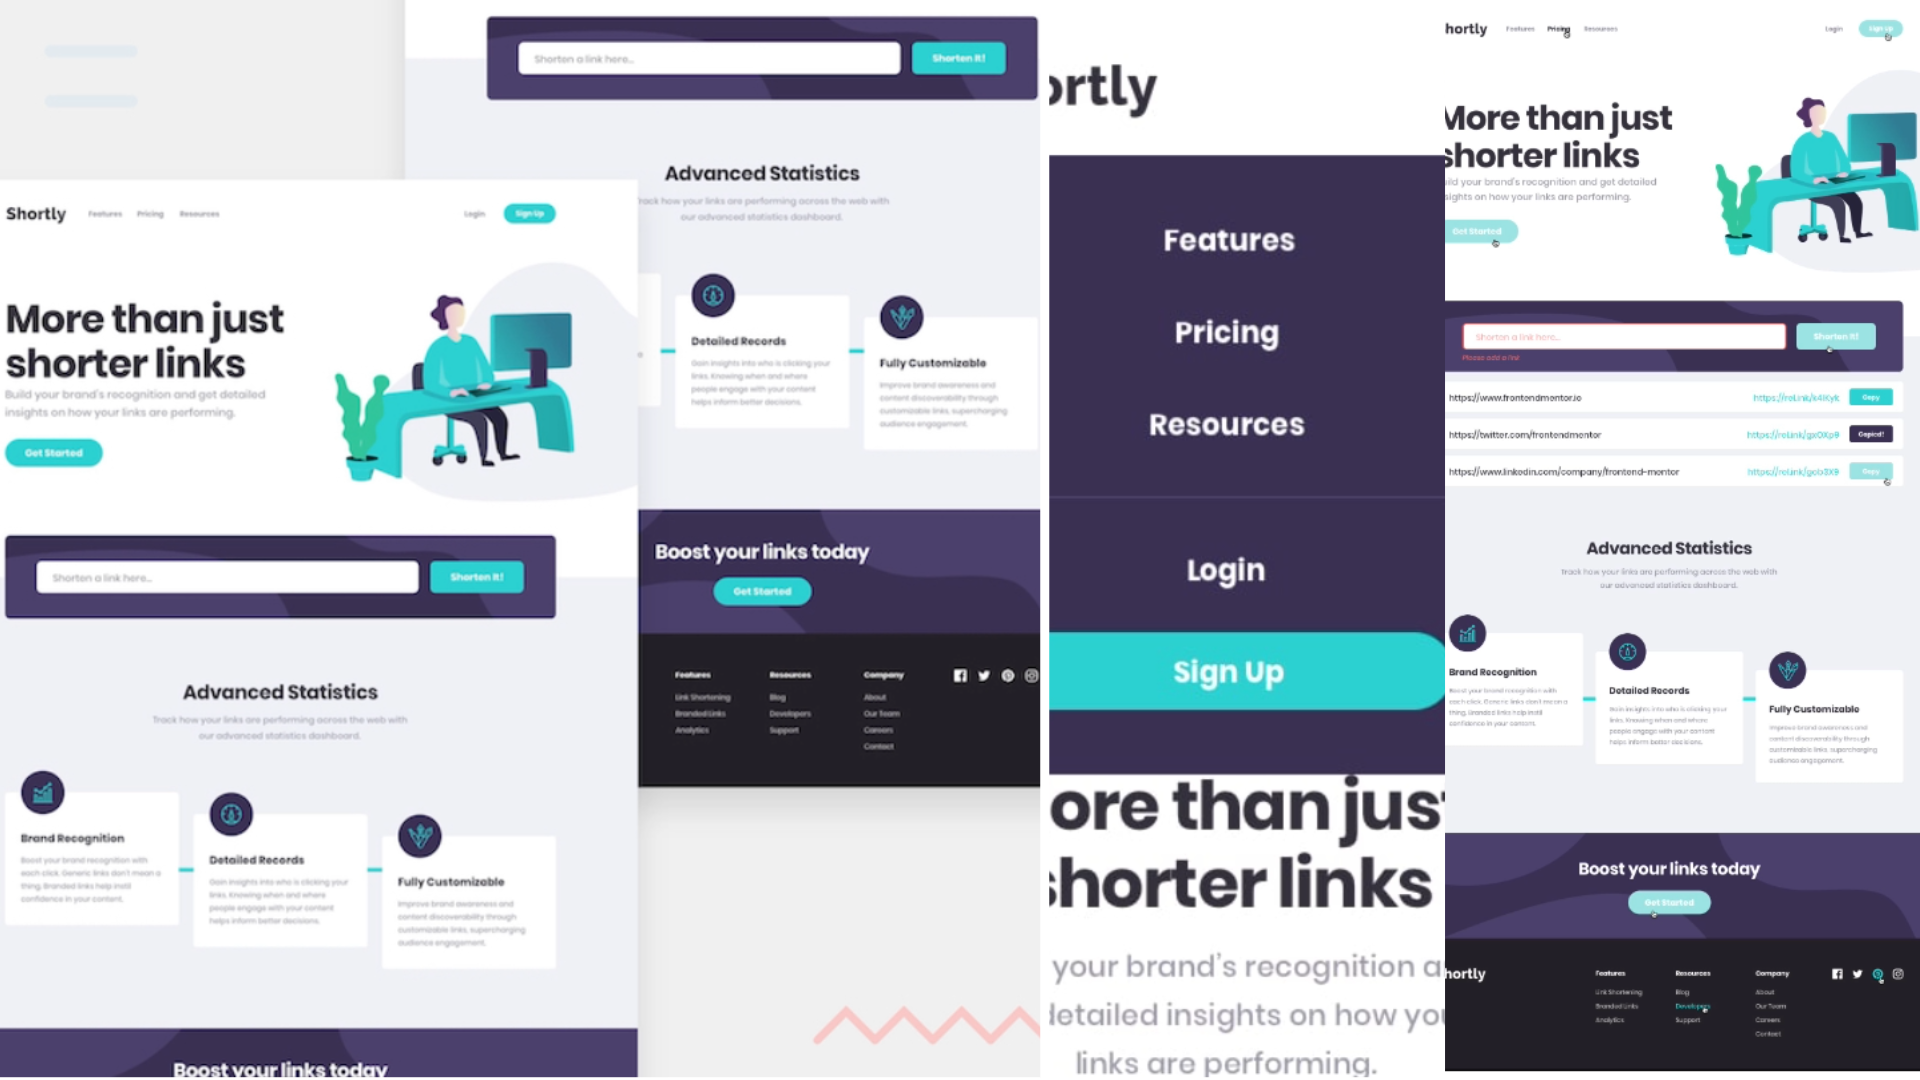 Shorten a link here...
Shorten It!
Advanced Statistics
Track how your links are performing across the web with
our advanced statistics dashboard.
Detailed Records
Gain insights into who is clicking your
links. Knowing when and where
people engage with your content
helps inform better decisions.
Fully Customizable
Improve brand awareness and
content discoverability through
customizable links, supercharging
audience engagement.
Boost your links today
Get Started
Features
Link Shortening
Branded Links
Analytics
Resources
Blog
Developers
Support
Company
About
Our Team
Careers
Contact
Shortly
Features
Pricing
Resources
Login
Sign Up
More than just
shorter links
Build your brand's recognition and get detailed
insights on how your links are performing.
Get Started
Shorten a link here...
Shorten It!
Advanced Statistics
Track how your links are performing across the web with
our advanced statistics dashboard.
Brand Recognition
Boost your brand recognition with
each click. Generic links don't mean a
thing. Branded links help instil
confidence in your content.
Detailed Records
Gain insights into who is clicking your
links. Knowing when and where
people engage with your content
helps inform better decisions.
Fully Customizable
Improve brand awareness and
content discoverability through
customizable links, supercharging
audience engagement.
Boost your links today
ortly
Features
Pricing
Resources
Login
Sign Up
ore than jus
shorter links
your brand's recognition a
detailed insights on how you
links are performing.
hortly
Features
Pricing
Resources
Login
Sign Up
More than just
shorter links
ild your brand's recognition and get detailed
sights on how your links are performing.
Get Started
Shorten a link here...
Please add a link
Shorten It!
https://www.frontendmentor.io
https://rel.ink/k4lKyk
Copy
https://twitter.com/frontendmentor
https://rel.ink/gxOXp9
Copied!
https://www.linkedin.com/company/frontend-mentor
https://rel.ink/gob3X9
Copy
Advanced Statistics
Track how your links are performing across the web with
our advanced statistics dashboard.
Brand Recognition
Boost your brand recognition with
each click. Generic links don't mean a
thing. Branded links help instil
confidence in your content.
Detailed Records
Gain insights into who is clicking your
links. Knowing when and where
people engage with your content
helps inform better decisions.
Fully Customizable
Improve brand awareness and
content discoverability through
customizable links, supercharging
audience engagement.
Boost your links today
Get Started
hortly
Features
Link Shortening
Branded Links
Analytics
Resources
Blog
Developers
Support
Company
About
Our Team
Careers
Contact